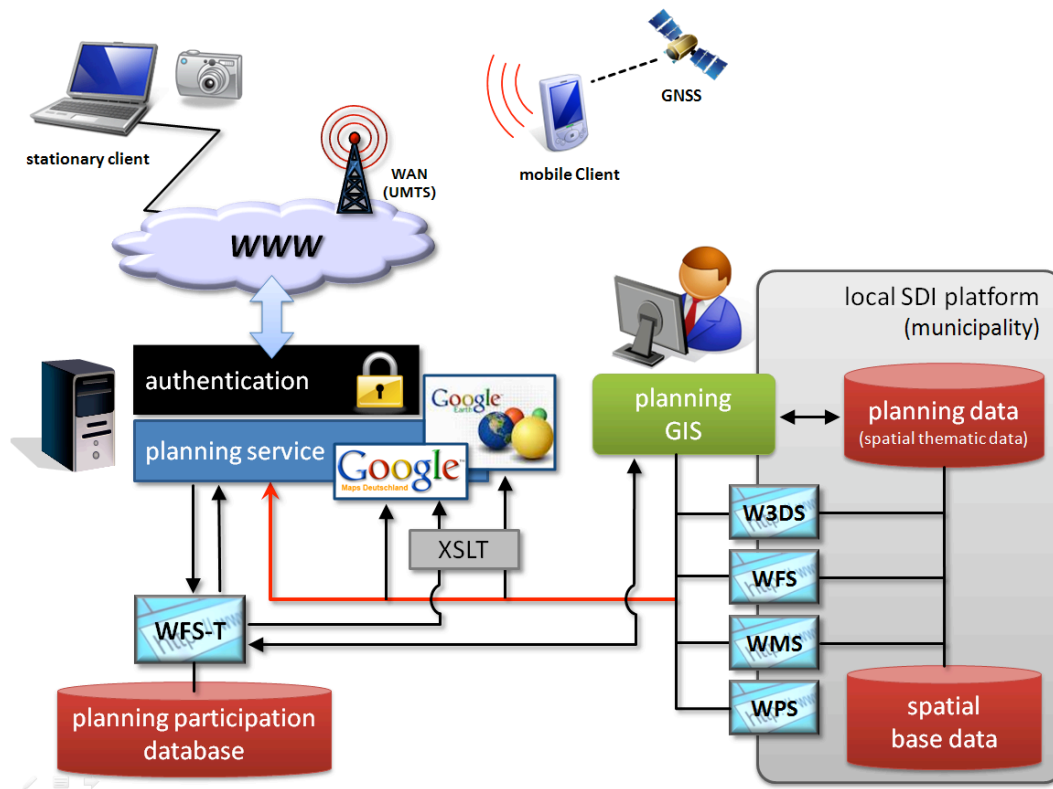 stationary client
WAN
(UMTS)
mobile Client
GNSS
WWW
local SDI platform
(municipality)
authentication
planning service
Google
Earth
Google
Maps Deutschland
planning
GIS
planning data
(spatial thematic data)
XSLT
W3DS
WFS
WMS
WPS
WFS-T
planning participation
database
spatial
base data